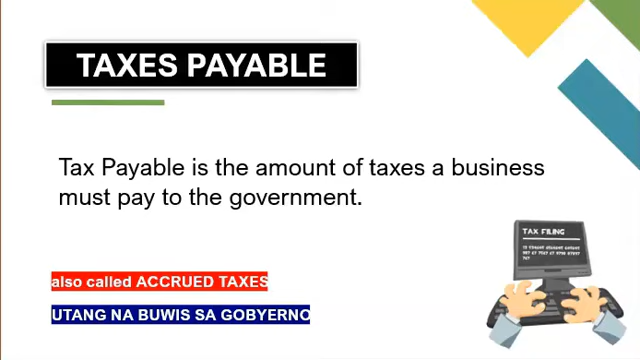 TAXES PAYABLE
Tax Payable is the amount of taxes a business
must pay to the government.
TAX FILING
also called ACCRUED TAXES
UTANG NA BUWIS SA GOBYERNO